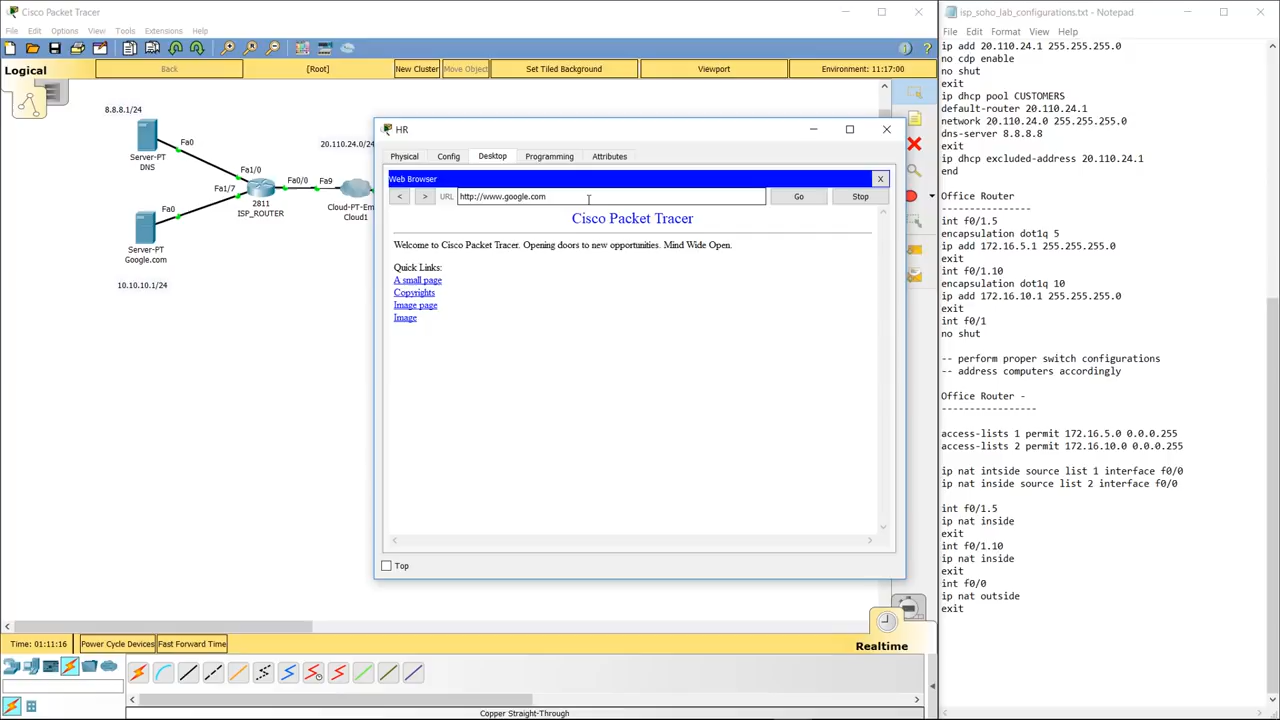 Cisco Packet Tracer
File Edit Options View Tools Extensions Help
Logical
Back
[Root]
New Cluster
Move Object
Set Tiled Background
Viewport
Environment: 11:17:00
8.8.8.1/24
Fa0
Server-PT
DNS
Fa1/0
Fa1/7
Fa0/0
Fa9
20.110.24.0/24
2811
ISP_ROUTER
Cloud-PT-Em
Cloud1
Fa0
Server-PT
Google.com
10.10.10.1/24
HR
Physical Config Desktop Programming Attributes
Web Browser
X
< > URL http://www.google.com Go Stop
Cisco Packet Tracer
Welcome to Cisco Packet Tracer. Opening doors to new opportunities. Mind Wide Open.
Quick Links:
A small page
Copyrights
Image page
Image
Top
Realtime
Time: 01:11:16 Power Cycle Devices Fast Forward Time
Copper Straight-Through
isp_soho_lab_configurations.txt - Notepad
File Edit Format View Help
ip add 20.110.24.1 255.255.255.0
no cdp enable
no shut
exit
ip dhcp pool CUSTOMERS
default-router 20.110.24.1
network 20.110.24.0 255.255.255.0
dns-server 8.8.8.8
exit
ip dhcp excluded-address 20.110.24.1
Office Router
----------------
int f0/1.5
encapsulation dot1q 5
ip add 172.16.5.1 255.255.255.0
exit
int f0/1.10
encapsulation dot1q 10
ip add 172.16.10.1 255.255.255.0
exit
int f0/1
no shut
-- perform proper switch configurations
-- address computers accordingly
Office Router -
-----------------
access-lists 1 permit 172.16.5.0 0.0.0.255
access-lists 2 permit 172.16.10.0 0.0.0.255
ip nat intside source list 1 interface f0/0
ip nat inside source list 2 interface f0/0
int f0/1.5
ip nat inside
exit
int f0/1.10
ip nat inside
exit
int f0/0
ip nat outside
exit